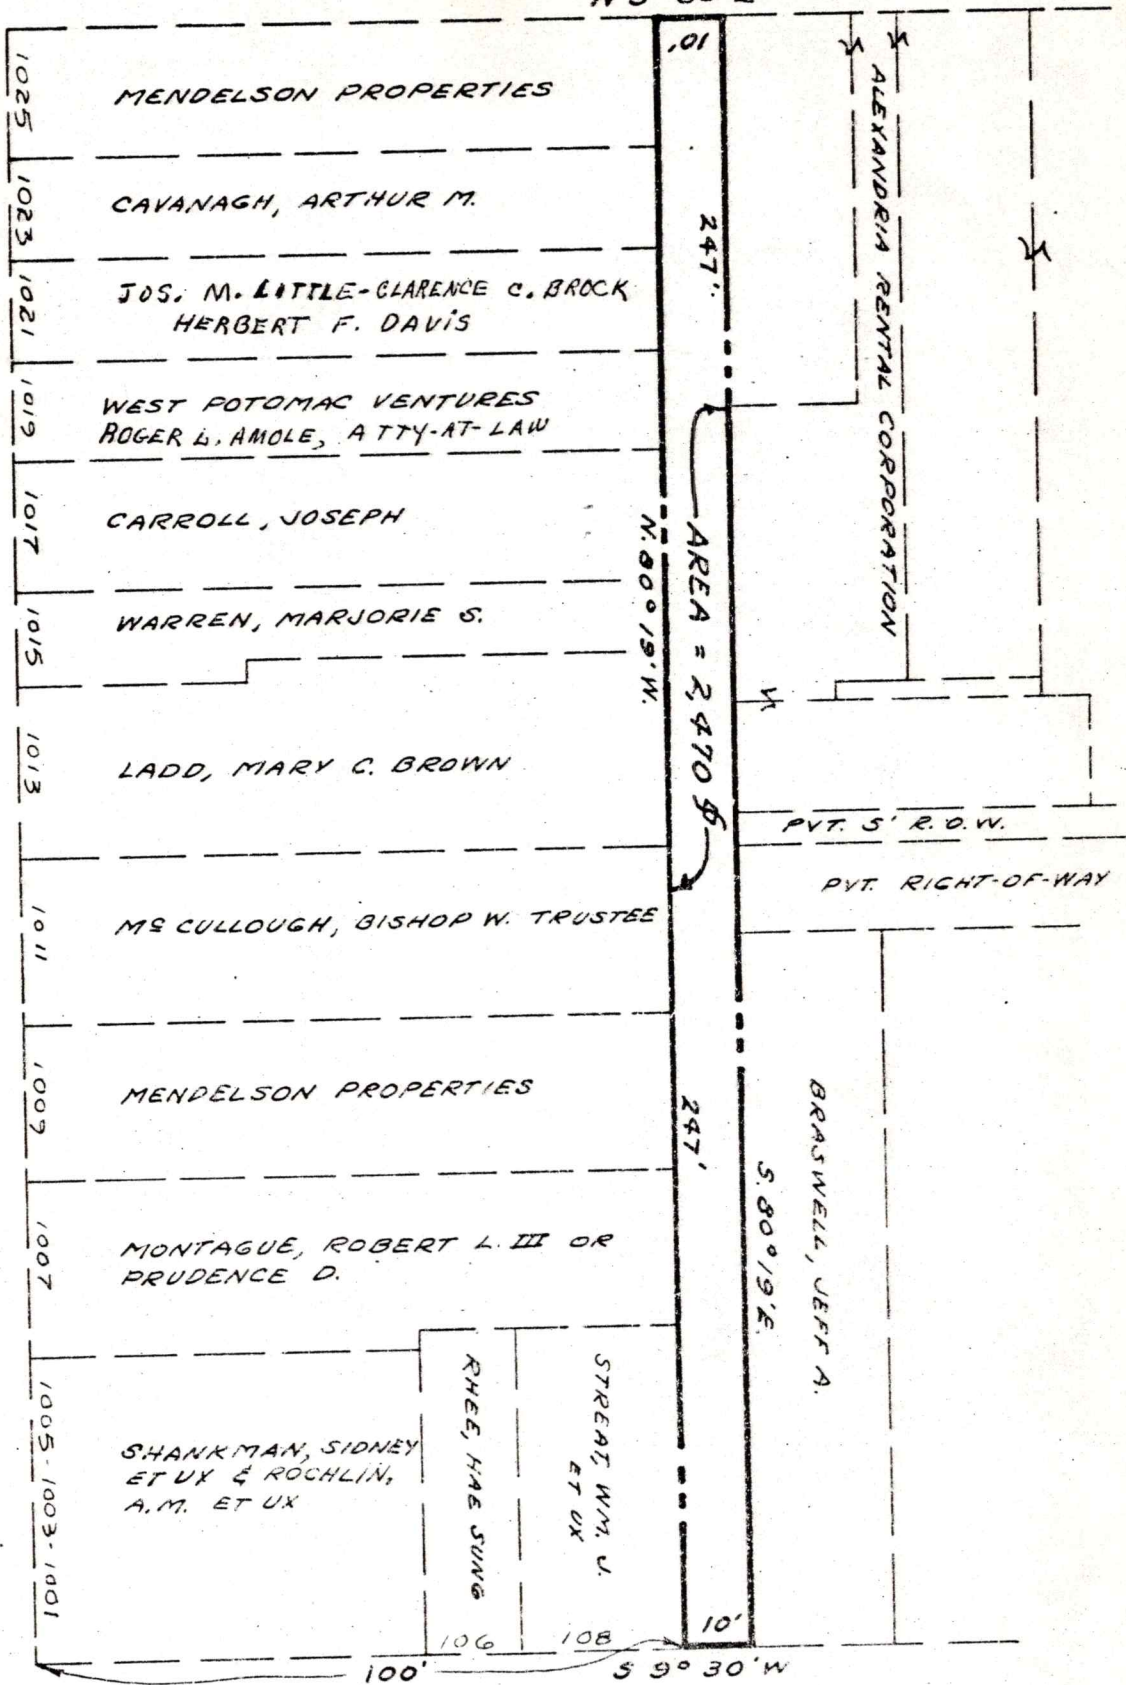 10'
1025
MENDELSON PROPERTIES
ALEXANDRIA RENTAL CORPORATION
1023
CAVANAGH, ARTHUR M.
247'
1021
JOS. M. LITTLE-CLARENCE C. BROCK
HERBERT F. DAVIS
1019
WEST POTOMAC VENTURES
ROGER L. AMOLE, ATTY-AT-LAW
1017
CARROLL, JOSEPH
N. 80° 19' W.
AREA = 2,470
1015
WARREN, MARJORIE S.
1013
LADD, MARY C. BROWN
PVT. 5' R.O.W.
PVT. RIGHT-OF-WAY
1011
Mc CULLOUGH, BISHOP W. TRUSTEE
1009
MENDELSON PROPERTIES
247'
S. 80° 19' E.
BRASWELL, JEFF A.
1007
MONTAGUE, ROBERT L. III OR
PRUDENCE D.
1005-1003-1001
SHANKMAN, SIDNEY
ET UX & ROCHLIN,
A.M. ET UX
RHEE, HAE SUNG
STREAT, WM. J.
ET UX
106
108
10'
100'
S 9° 30' W